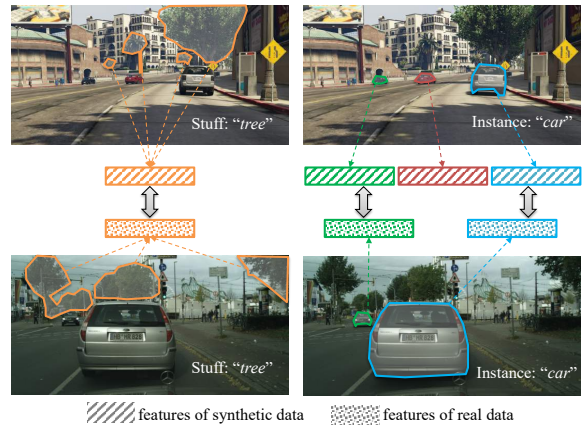 Stuff: "tree"
Instance: "car"
Stuff: "tree"
Instance: "car"
features of synthetic data
features of real data